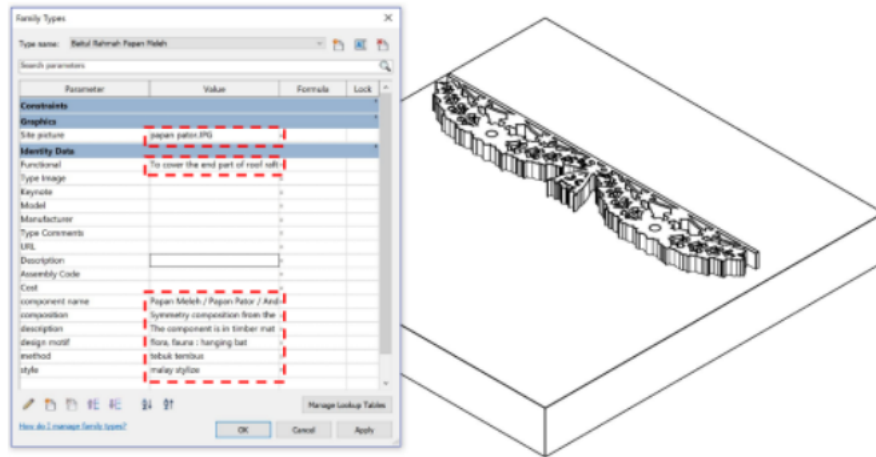 Family Types
Type name: Baitul Rahmah Papan Meleh
Search parameters
Parameter Value Formula Lock
Constraints
Graphics
Site picture papan pator.JPG
Identity Data
Functional To cover the end part of roof raft
Type Image
Keynote
Model
Manufacturer
Type Comments
URL
Description
Assembly Code
Cost
component name Papan Meleh / Papan Pator / And
composition Symmetry composition from the
description The component is in timber mat
design motif flora, fauna : hanging bat
method tebuk tembus
style malay stylize
Manage Lookup Tables
How do I manage family types?
OK Cancel Apply